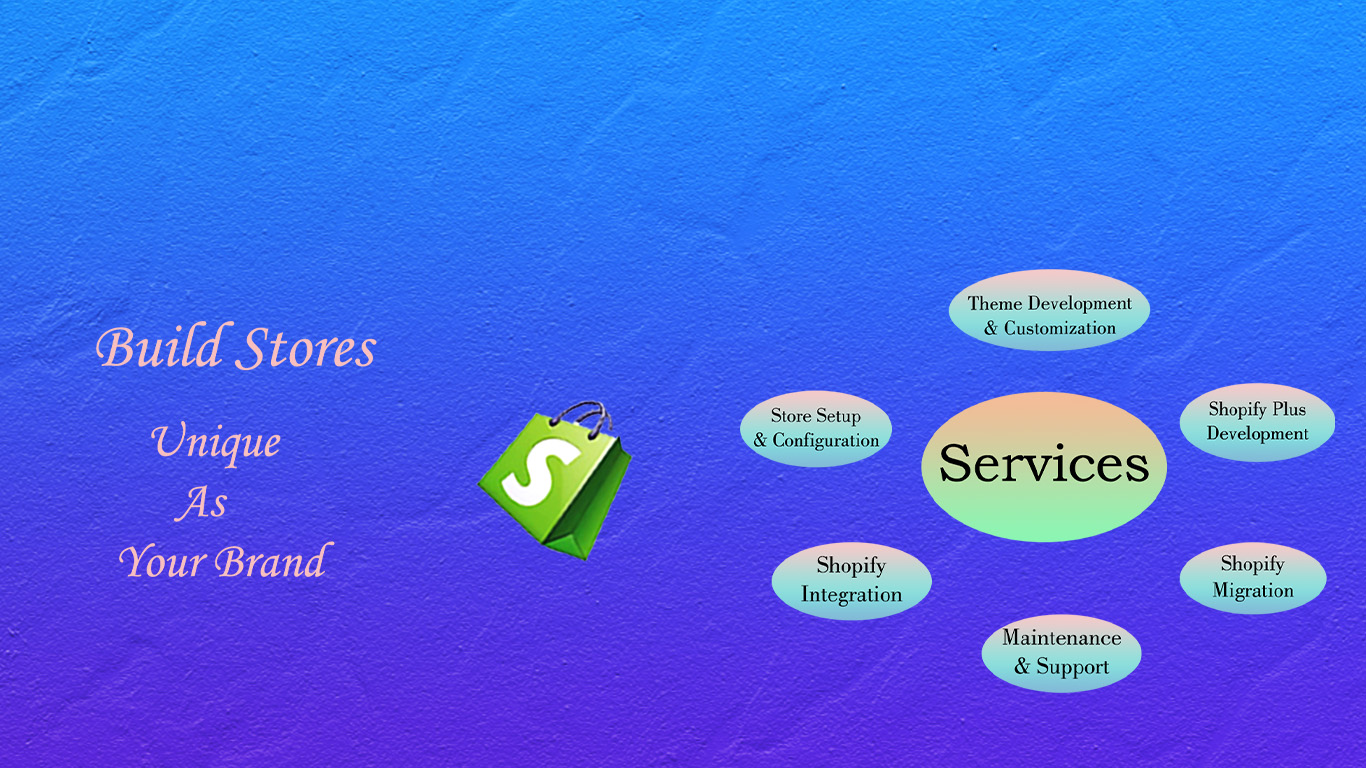 Build Stores
Unique
As
Your Brand
S
Theme Development
& Customization
Store Setup
& Configuration
Services
Shopify Plus
Development
Shopify
Integration
Shopify
Migration
Maintenance
& Support